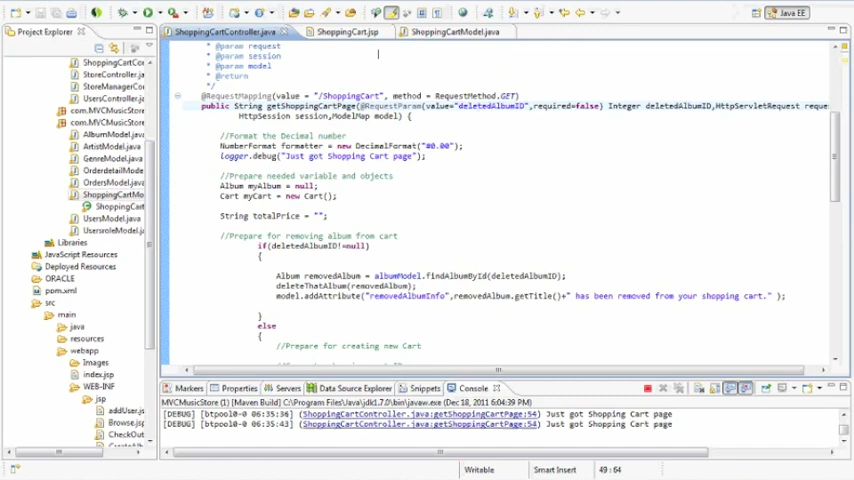 Java EE
Project Explorer
ShoppingCartController.java
ShoppingCart.jsp
ShoppingCartModel.java
ShoppingCartController.ja
StoreController.ja
StoreManagerCor
UsersController.ja
com.MVCMusicStore
com.MVCMusicStore
AlbumModel.java
ArtistModel.java
GenreModel.java
OrderdetailModel
OrdersModel.java
ShoppingCartMo
ShoppingCart
UsersModel.java
UsersroleModel.ja
Libraries
JavaScript Resources
Deployed Resources
ORACLE
pom.xml
src
main
java
resources
webapp
Images
index.jsp
WEB-INF
jsp
addUser.js
Browse.jsp
CheckOut
* @param request
* @param session
* @param model
* @return
*/
@RequestMapping(value = "/ShoppingCart", method = RequestMethod.GET)
public String getShoppingCartPage(@RequestParam(value="deletedAlbumID",required=false) Integer deletedAlbumID,HttpServletRequest reque
HttpSession session,ModelMap model) {
//Format the Decimal number
NumberFormat formatter = new DecimalFormat("#0.00");
logger.debug("Just got Shopping Cart page");
//Prepare needed variable and objects
Album myAlbum = null;
Cart myCart = new Cart();
String totalPrice = "";
//Prepare for removing album from cart
if(deletedAlbumID!=null)
{
Album removedAlbum = albumModel.findAlbumById(deletedAlbumID);
deleteThatAlbum(removedAlbum);
model.addAttribute("removedAlbumInfo",removedAlbum.getTitle()+" has been removed from your shopping cart." );
}
else
{
//Prepare for creating new Cart
Markers Properties Servers Data Source Explorer Snippets Console
MVCMusicStore (1) [Maven Build] C:\Program Files\Java\jdk1.7.0\bin\javaw.exe (Dec 18, 2011 6:04:39 PM)
[DEBUG] [btpool0-0 06:35:36] (ShoppingCartController.java:getShoppingCartPage:54) Just got Shopping Cart page
[DEBUG] [btpool0-0 06:35:43] (ShoppingCartController.java:getShoppingCartPage:54) Just got Shopping Cart page
Writable
Smart Insert
49 : 64